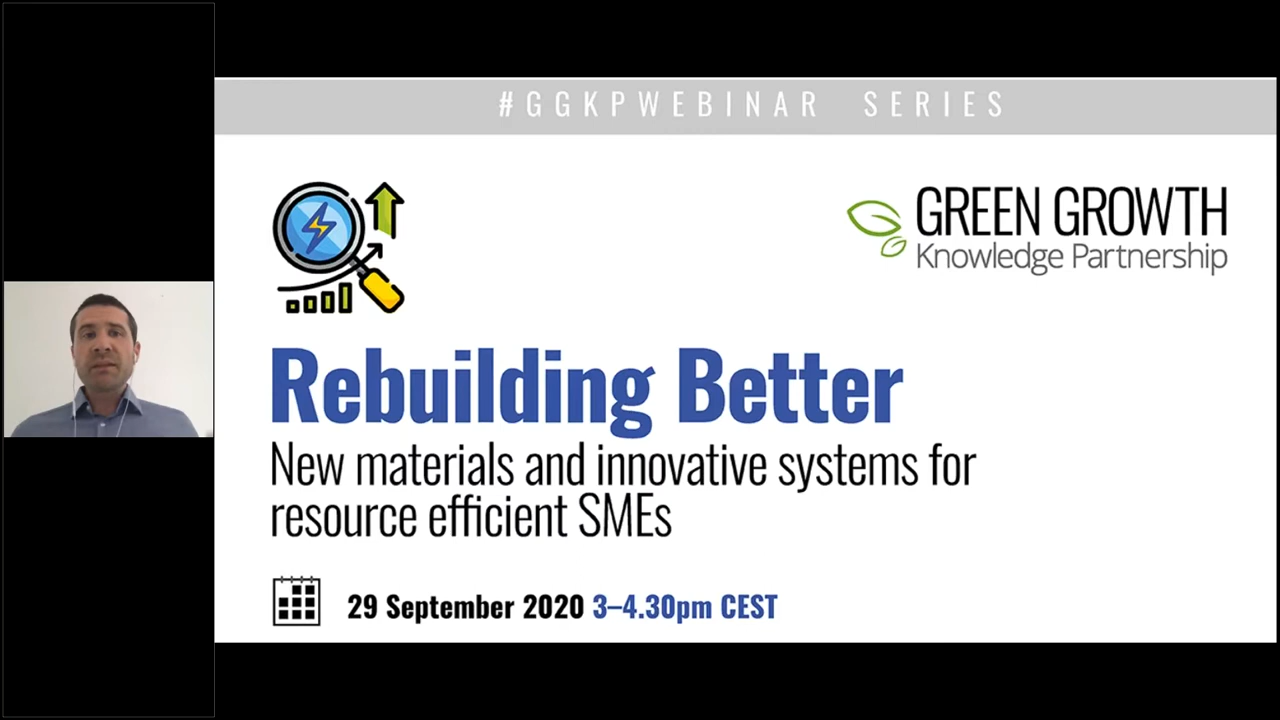 #GGKPWEBINAR SERIES
GREEN GROWTH
Knowledge Partnership
Rebuilding Better
New materials and innovative systems for
resource efficient SMEs
29 September 2020 3–4.30pm CEST